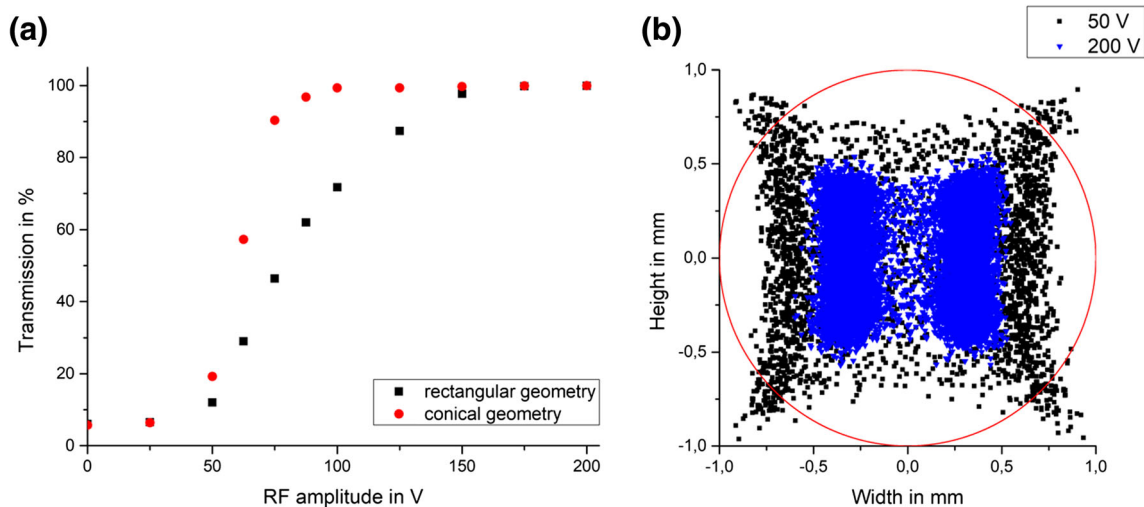 (a)
100
80
60
40
20
0
Transmission in %
0 50 100 150 200
RF amplitude in V
rectangular geometry
conical geometry
(b)
50 V
200 V
1,0
0,5
0,0
-0,5
-1,0
Height in mm
-1,0 -0,5 0,0 0,5 1,0
Width in mm